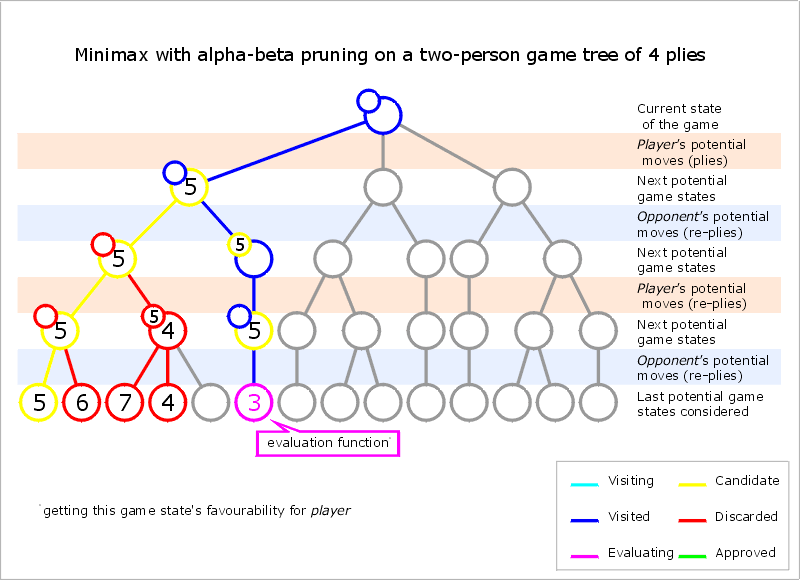 Minimax with alpha-beta pruning on a two-person game tree of 4 plies
Current state
of the game
Player's potential
moves (plies)
5
Next potential
game states
Opponent's potential
moves (re-plies)
5
5
Next potential
game states
Player's potential
moves (re-plies)
5
5
4
5
Next potential
game states
Opponent's potential
moves (re-plies)
5
6
7
4
3
Last potential game
states considered
evaluation function*
*getting this game state's favourability for player
Visiting
Candidate
Visited
Discarded
Evaluating
Approved